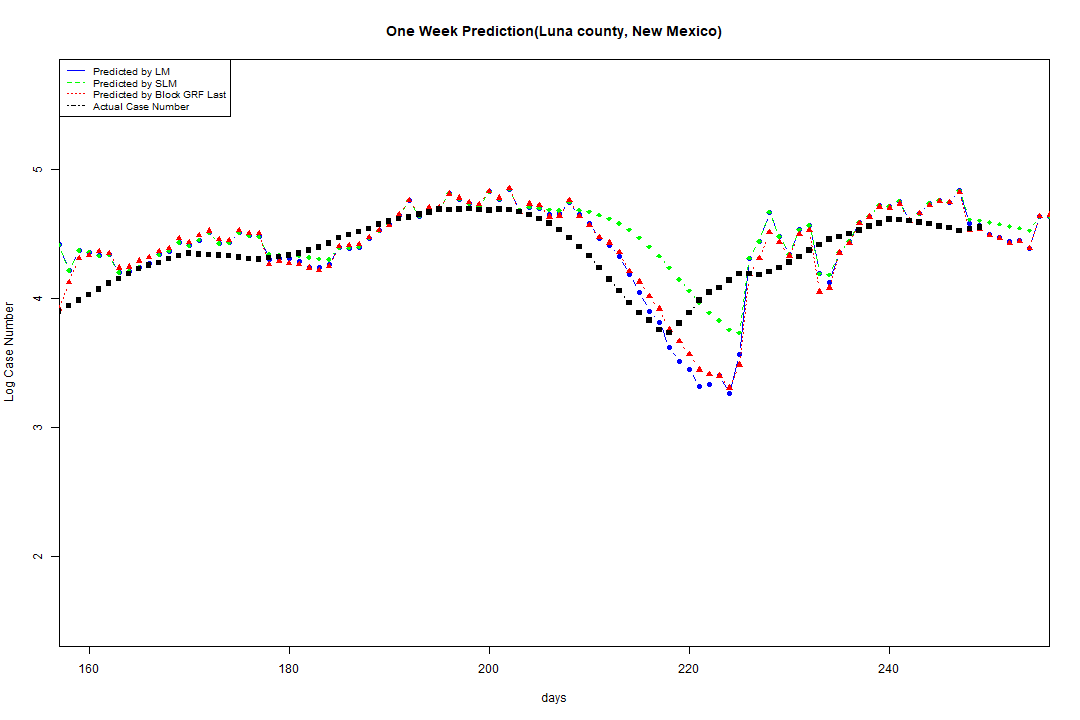 One Week Prediction(Luna county, New Mexico)
Predicted by LM
Predicted by SLM
Predicted by Block GRF Last
Actual Case Number
5
4
3
2
Log Case Number
160 180 200 220 240
days